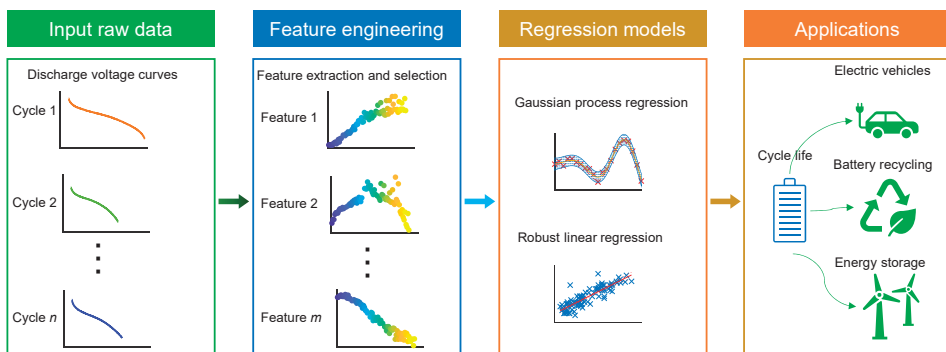 Input raw data
Discharge voltage curves
Cycle 1
Cycle 2
Cycle n
Feature engineering
Feature extraction and selection
Feature 1
Feature 2
Feature m
Regression models
Gaussian process regression
Robust linear regression
Applications
Electric vehicles
Cycle life
Battery recycling
Energy storage